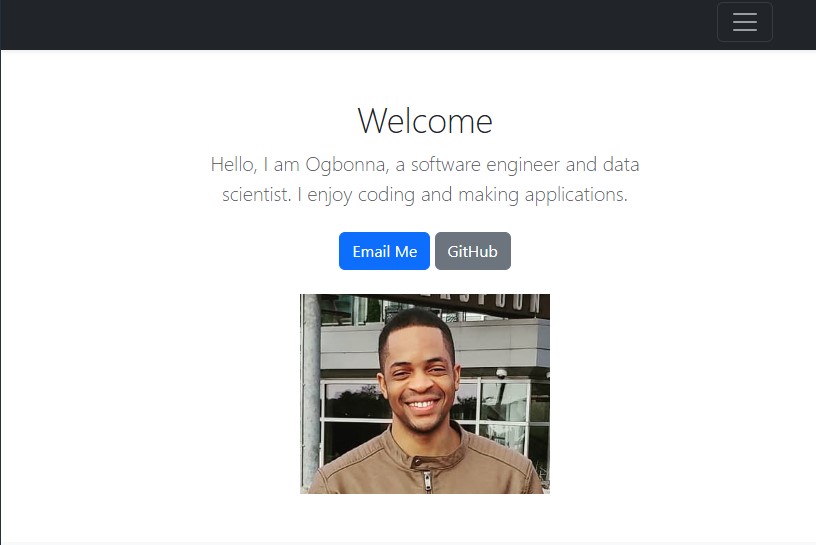 Welcome
Hello, I am Ogbonna, a software engineer and data
scientist. I enjoy coding and making applications.
Email Me GitHub